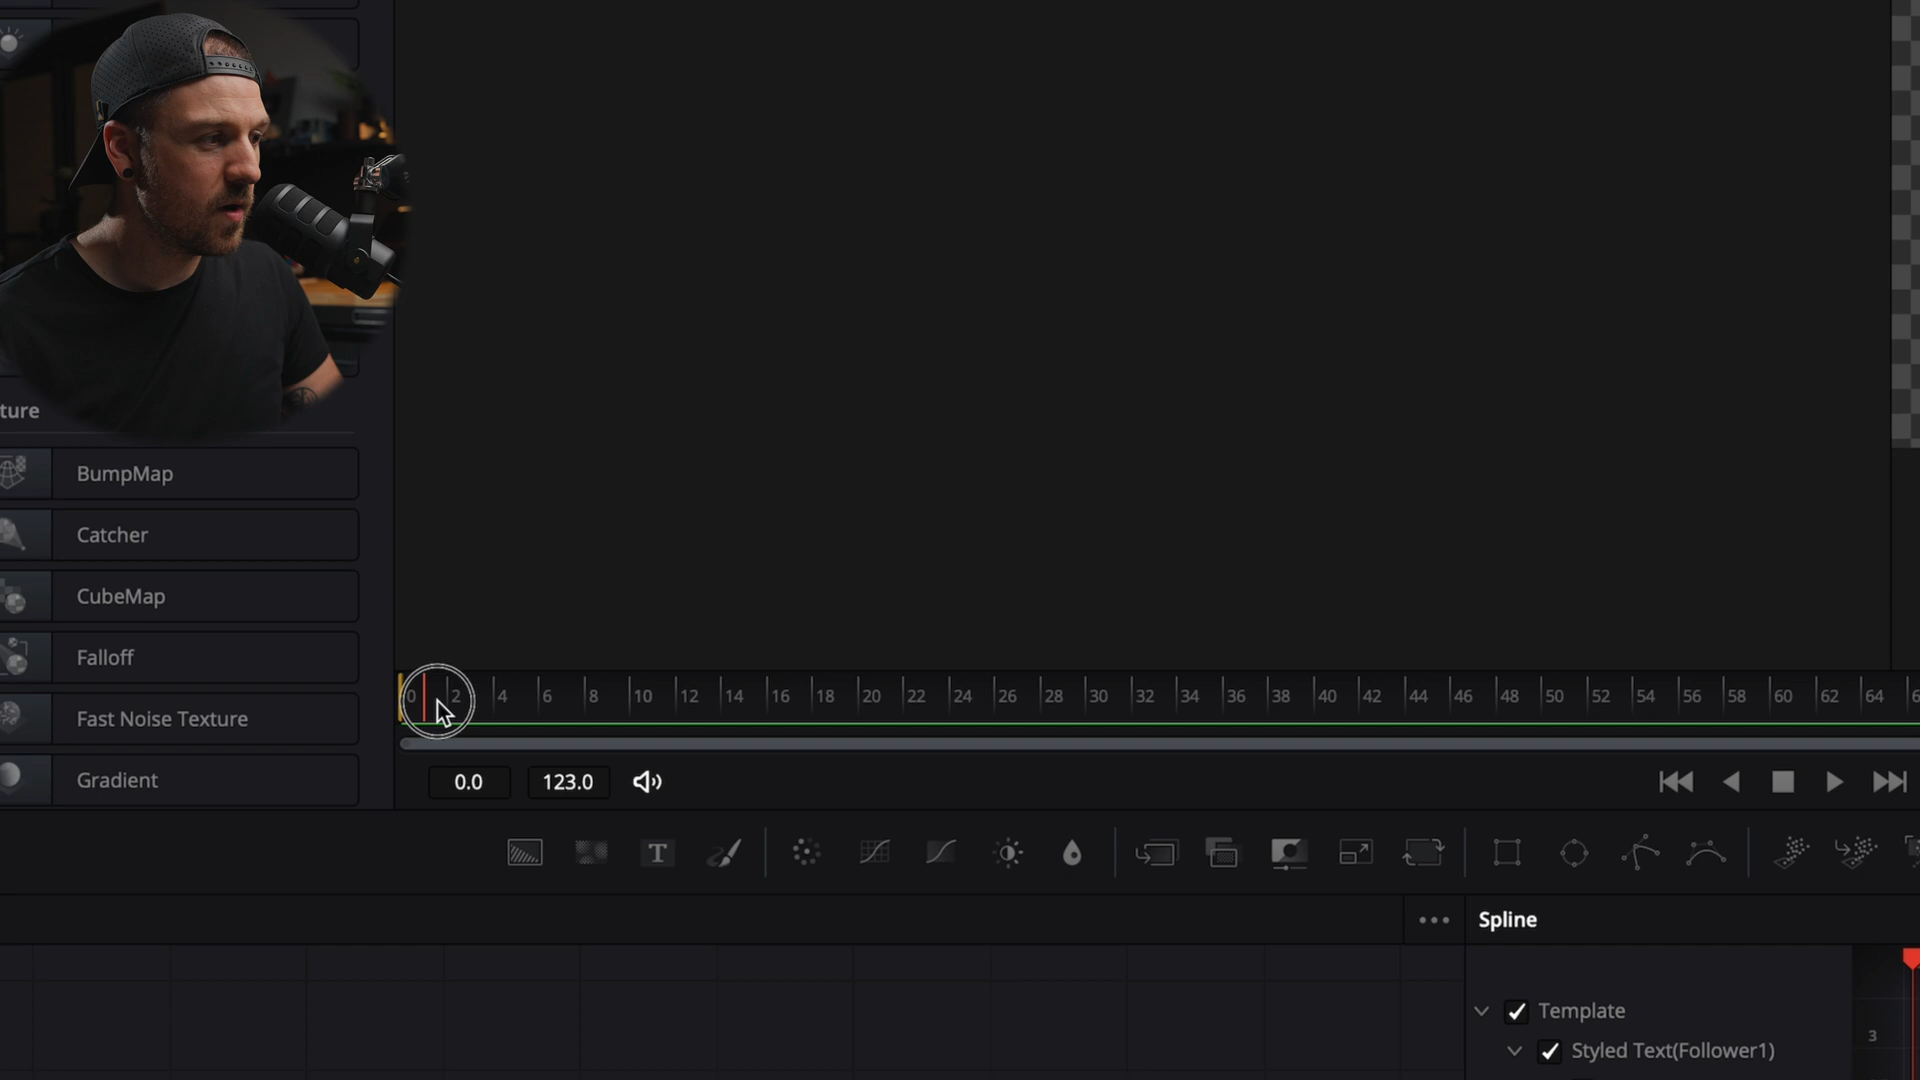 ture
BumpMap
Catcher
CubeMap
Falloff
Fast Noise Texture
Gradient
0 2 4 6 8 10 12 14 16 18 20 22 24 26 28 30 32 34 36 38 40 42 44 46 48 50 52 54 56 58 60 62 64
0.0 123.0
T
Spline
Template
3
Styled Text(Follower1)